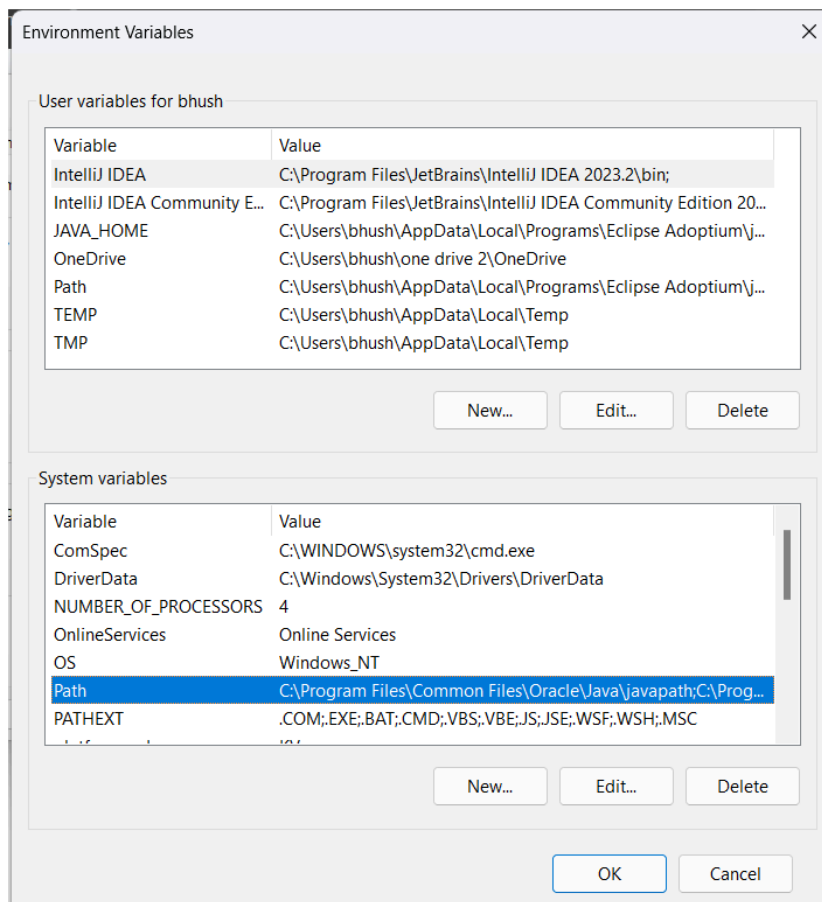 Environment Variables
User variables for bhush
Variable Value
IntelliJ IDEA C:\Program Files\JetBrains\IntelliJ IDEA 2023.2\bin;
IntelliJ IDEA Community E... C:\Program Files\JetBrains\IntelliJ IDEA Community Edition 20...
JAVA_HOME C:\Users\bhush\AppData\Local\Programs\Eclipse Adoptium\j...
OneDrive C:\Users\bhush\one drive 2\OneDrive
Path C:\Users\bhush\AppData\Local\Programs\Eclipse Adoptium\j...
TEMP C:\Users\bhush\AppData\Local\Temp
TMP C:\Users\bhush\AppData\Local\Temp
New... Edit... Delete
System variables
Variable Value
ComSpec C:\WINDOWS\system32\cmd.exe
DriverData C:\Windows\System32\Drivers\DriverData
NUMBER_OF_PROCESSORS 4
OnlineServices Online Services
OS Windows_NT
Path C:\Program Files\Common Files\Oracle\Java\javapath;C:\Prog...
PATHEXT .COM;.EXE;.BAT;.CMD;.VBS;.VBE;.JS;.JSE;.WSF;.WSH;.MSC
New... Edit... Delete
OK Cancel